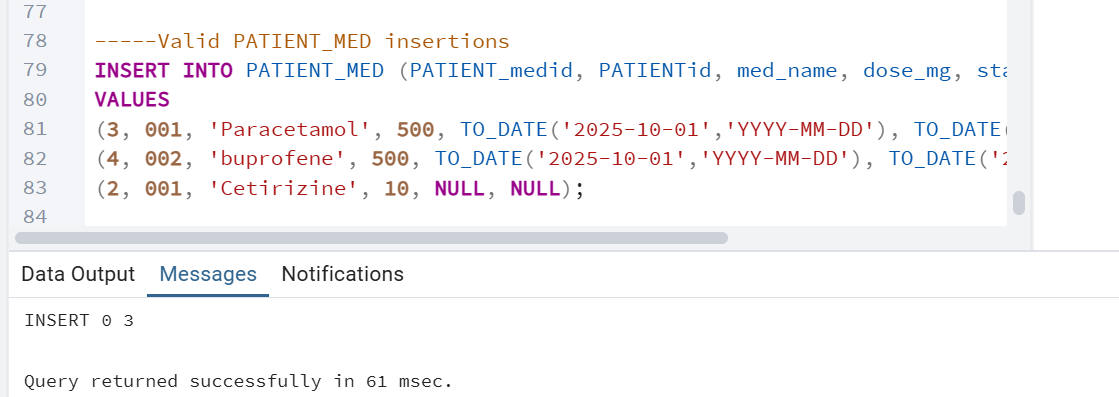 77
78 -----Valid PATIENT_MED insertions
79 INSERT INTO PATIENT_MED (PATIENT_medid, PATIENTid, med_name, dose_mg, sta
80 VALUES
81 (3, 001, 'Paracetamol', 500, TO_DATE('2025-10-01','YYYY-MM-DD'), TO_DATE(
82 (4, 002, 'buprofene', 500, TO_DATE('2025-10-01','YYYY-MM-DD'), TO_DATE('2
83 (2, 001, 'Cetirizine', 10, NULL, NULL);
84
Data Output Messages Notifications
INSERT 0 3
Query returned successfully in 61 msec.